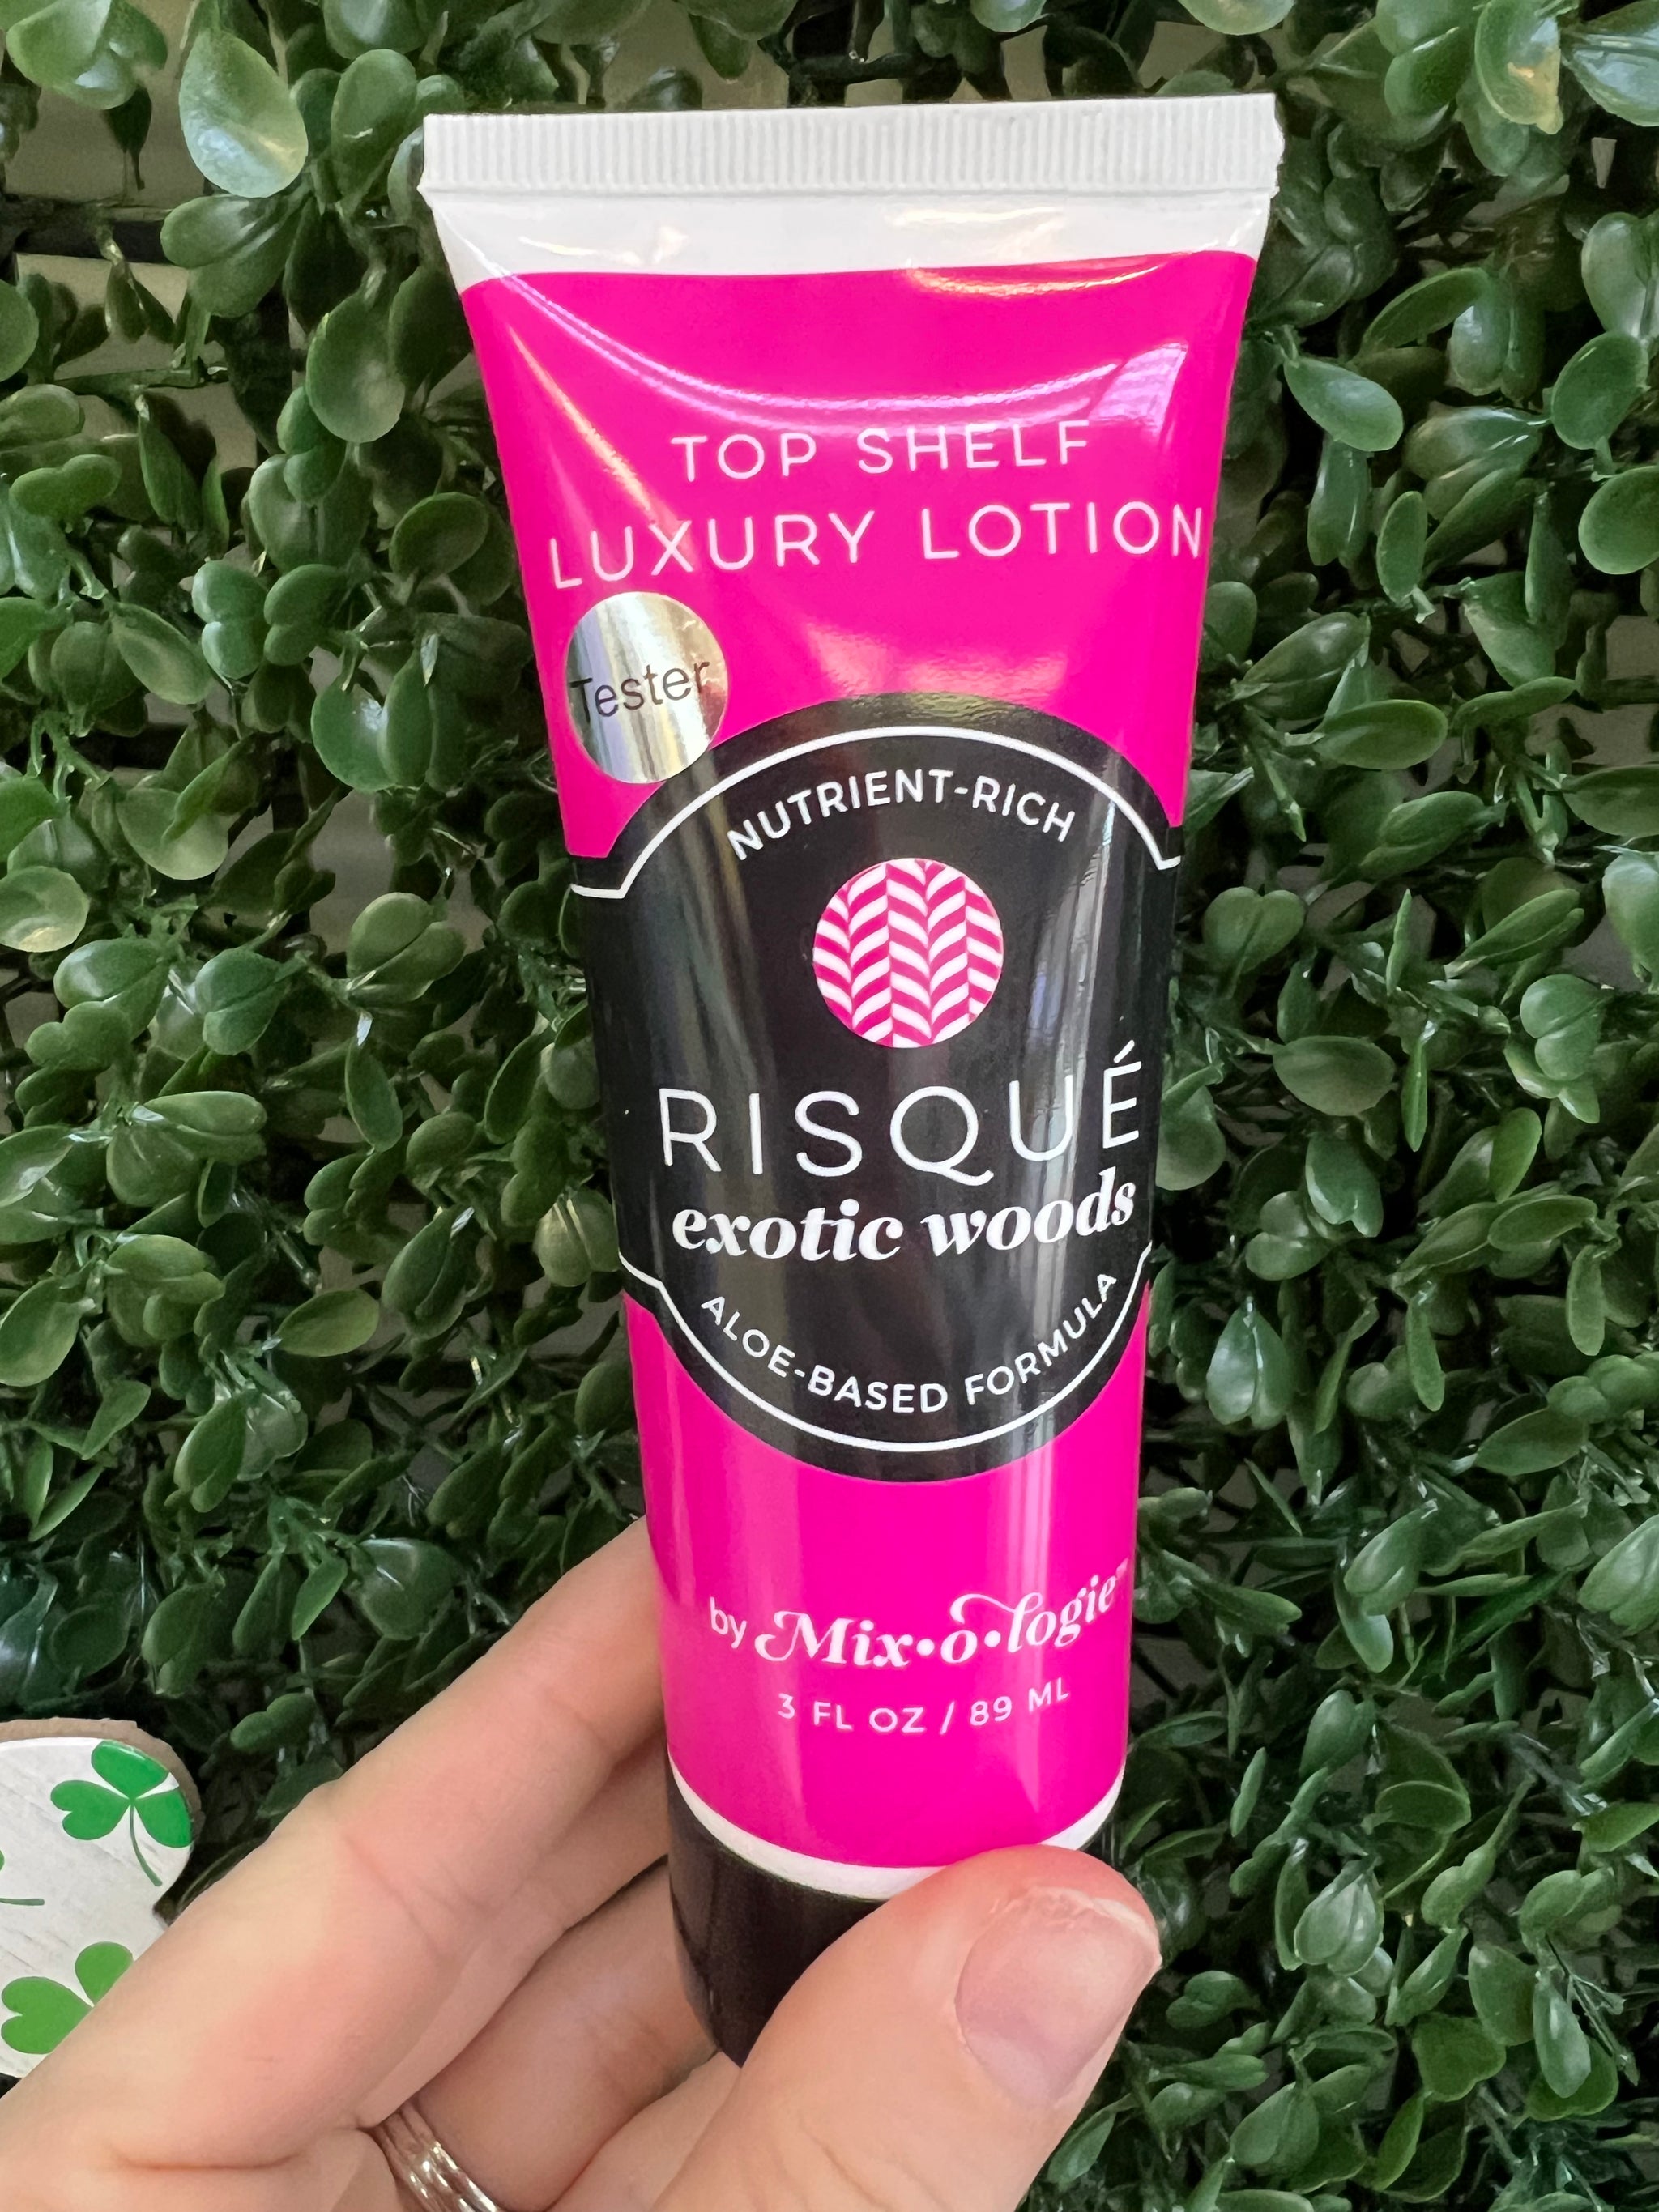 TOP SHELF
LUXURY LOTION
Tester
NUTRIENT-RICH
RISQUÉ
exotic woods
ALOE-BASED FORMULA
by Mix•o•logie™
3 FL OZ / 89 ML